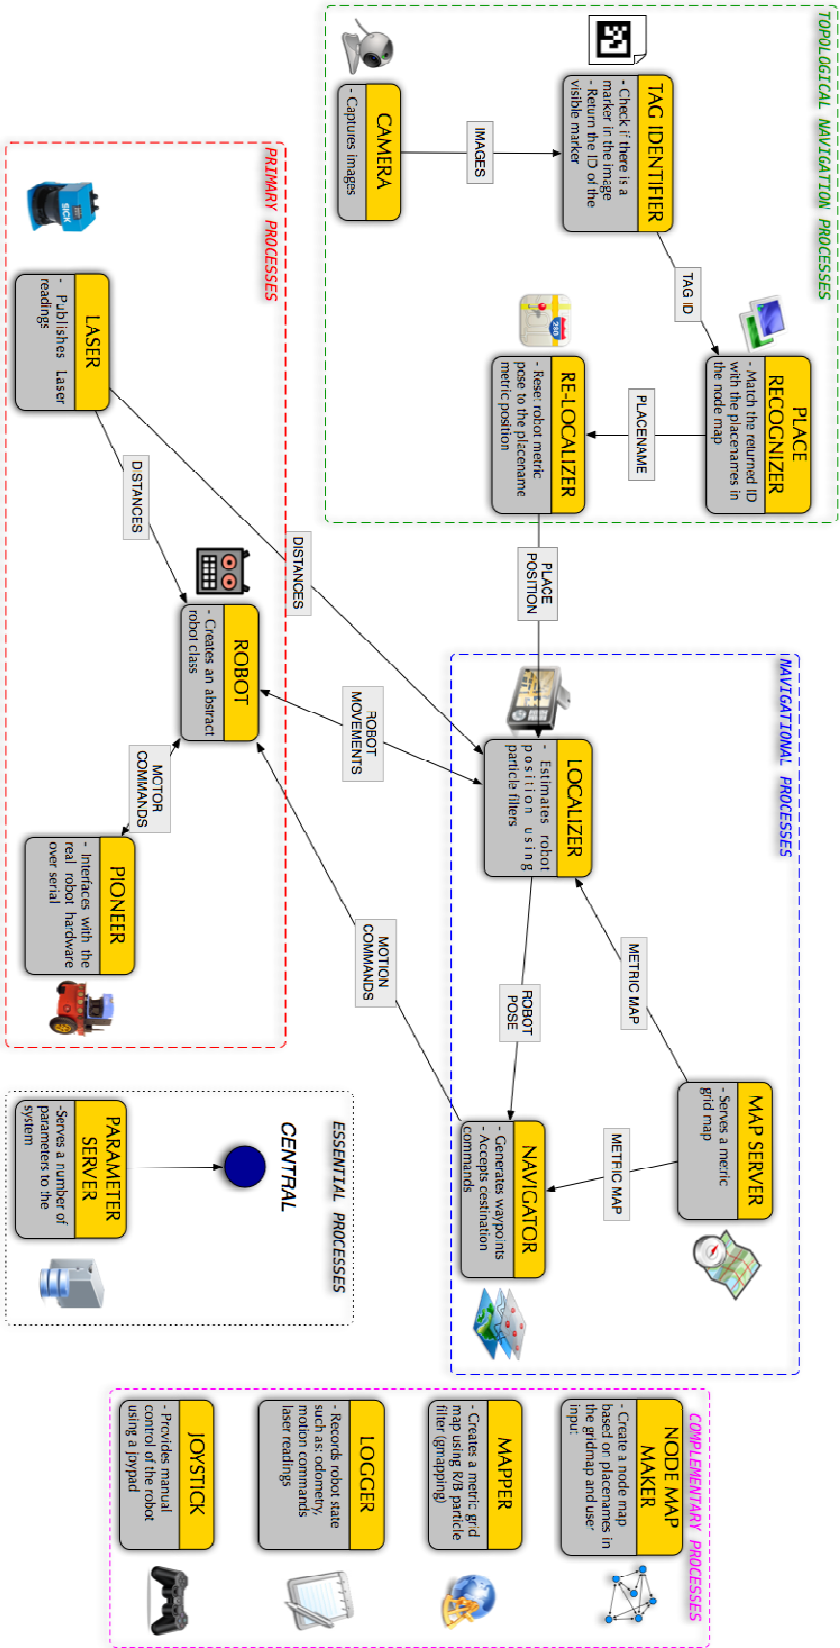 TOPOLOGICAL NAVIGATION PROCESSES
TAG IDENTIFIER
- Check if there is a
marker in the image
- Return the ID of the
visible marker
CAMERA
- Captures images
IMAGES
TAG ID
PLACE
RECOGNIZER
- Match the returned ID
with the placenames in
the node map
PLACENAME
RE-LOCALIZER
- Reset robot metric
pose to the placename
metric position
280
PLACE
POSITION
PRIMARY PROCESSES
SICK
LASER
- Publishes Laser
readings
DISTANCES
DISTANCES
ROBOT
- Creates an abstract
robot class
ROBOT
MOVEMENTS
MOTOR
COMMANDS
PIONEER
- Interfaces with the
real robot hardware
over serial
MOTION
COMMANDS
NAVIGATIONAL PROCESSES
LOCALIZER
- Estimates robot
position using
particle filters
METRIC MAP
ROBOT
POSE
MAP SERVER
- Serves a metric
grid map
METRIC MAP
NAVIGATOR
- Generates waypoints
- Accepts cestination
commands
ESSENTIAL PROCESSES
CENTRAL
PARAMETER
SERVER
-Serves a number of
parameters to the
system
COMPLEMENTARY PROCESSES
NODE MAP
MAKER
- Create a node map
based or placenames in
the gridmap and user
input
MAPPER
- Creates a metric grid
map using R/B particle
filter (gmapping)
LOGGER
- Records robot state
such as: odometry,
motion commands
laser readings
JOYSTICK
- Provides manual
control of the robot
using a joypad